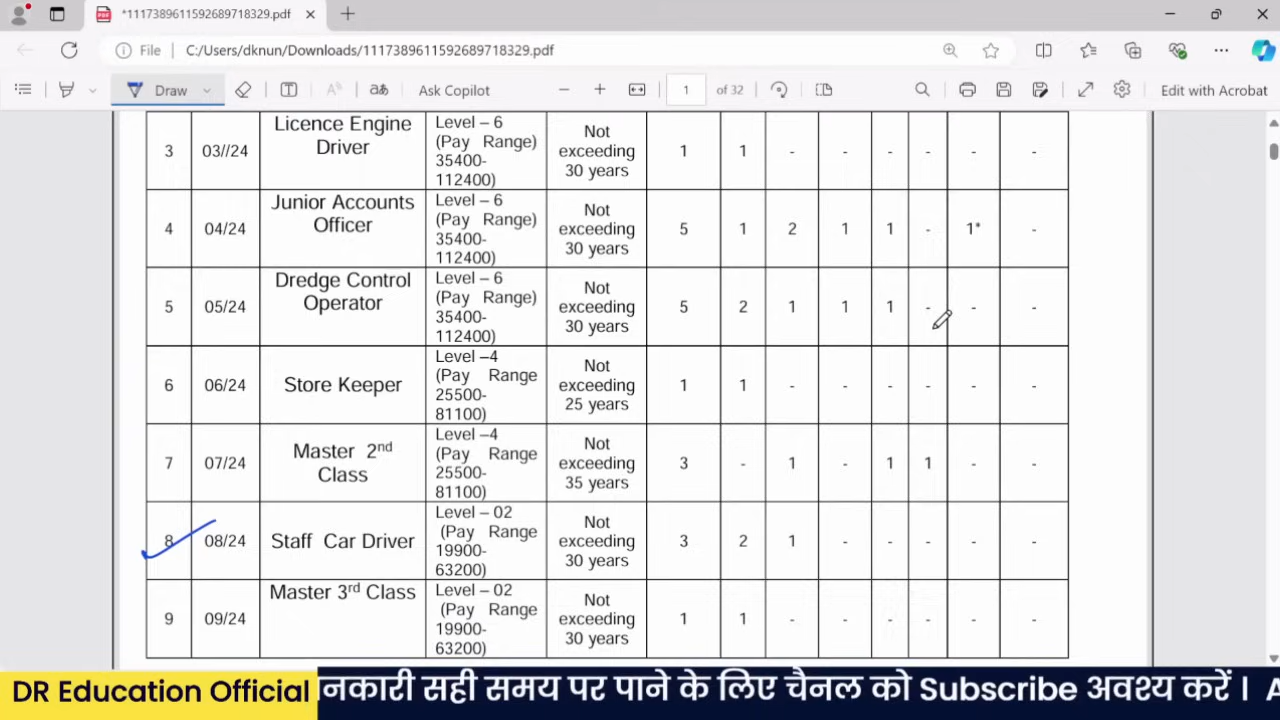 *1117389611592689718329.pdf
File C:/Users/dknun/Downloads/1117389611592689718329.pdf
Draw Ask Copilot 1 of 32 Edit with Acrobat
3 03//24 Licence Engine Driver Level – 6 (Pay Range) 35400-112400) Not exceeding 30 years 1 1 - - - - - -
4 04/24 Junior Accounts Officer Level – 6 (Pay Range) 35400-112400) Not exceeding 30 years 5 1 2 1 1 - 1* -
5 05/24 Dredge Control Operator Level – 6 (Pay Range) 35400-112400) Not exceeding 30 years 5 2 1 1 1 - - -
6 06/24 Store Keeper Level –4 (Pay Range 25500-81100) Not exceeding 25 years 1 1 - - - - - -
7 07/24 Master 2nd Class Level –4 (Pay Range 25500-81100) Not exceeding 35 years 3 - 1 - 1 1 - -
8 08/24 Staff Car Driver Level – 02 (Pay Range 19900-63200) Not exceeding 30 years 3 2 1 - - - - -
9 09/24 Master 3rd Class Level – 02 (Pay Range 19900-63200) Not exceeding 30 years 1 1 - - - - - -
DR Education Official नकारी सही समय पर पाने के लिए चैनल को Subscribe अवश्य करें । A